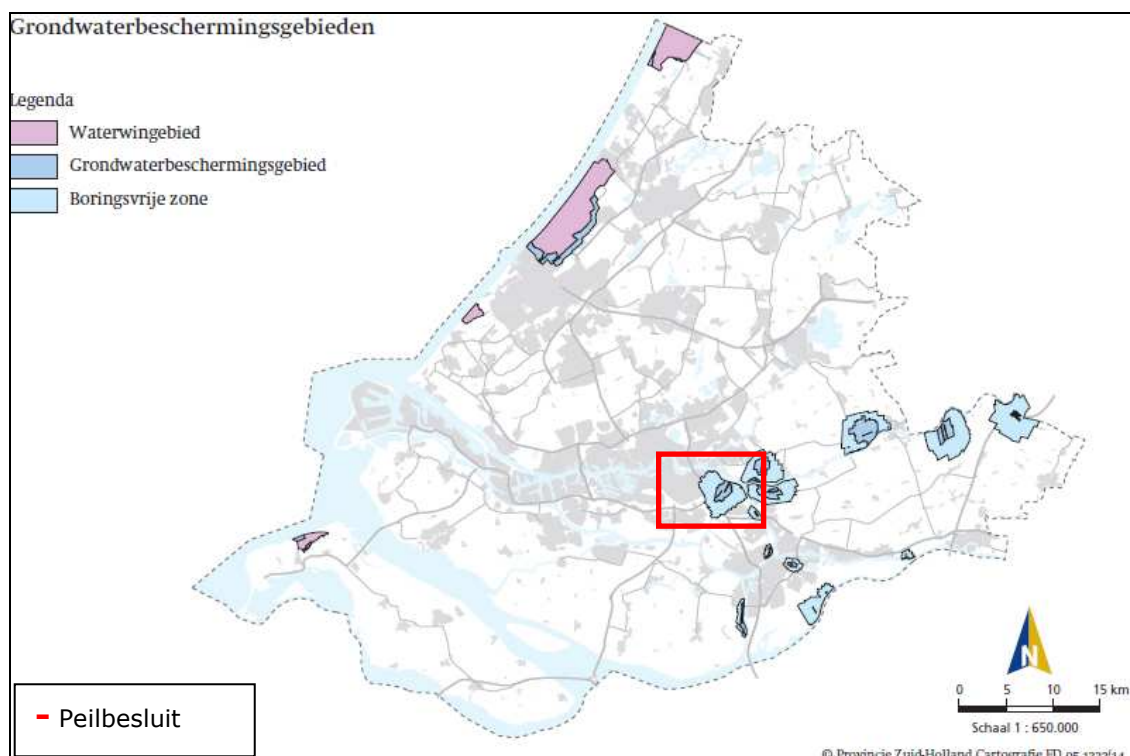 Grondwaterbeschermingsgebieden
Legenda
Waterwingebied
Grondwaterbeschermingsgebied
Boringsvrije zone
N
0 5 10 15 km
Schaal 1 : 650.000
Peilbesluit
© Provincie Zuid-Holland Cartografie